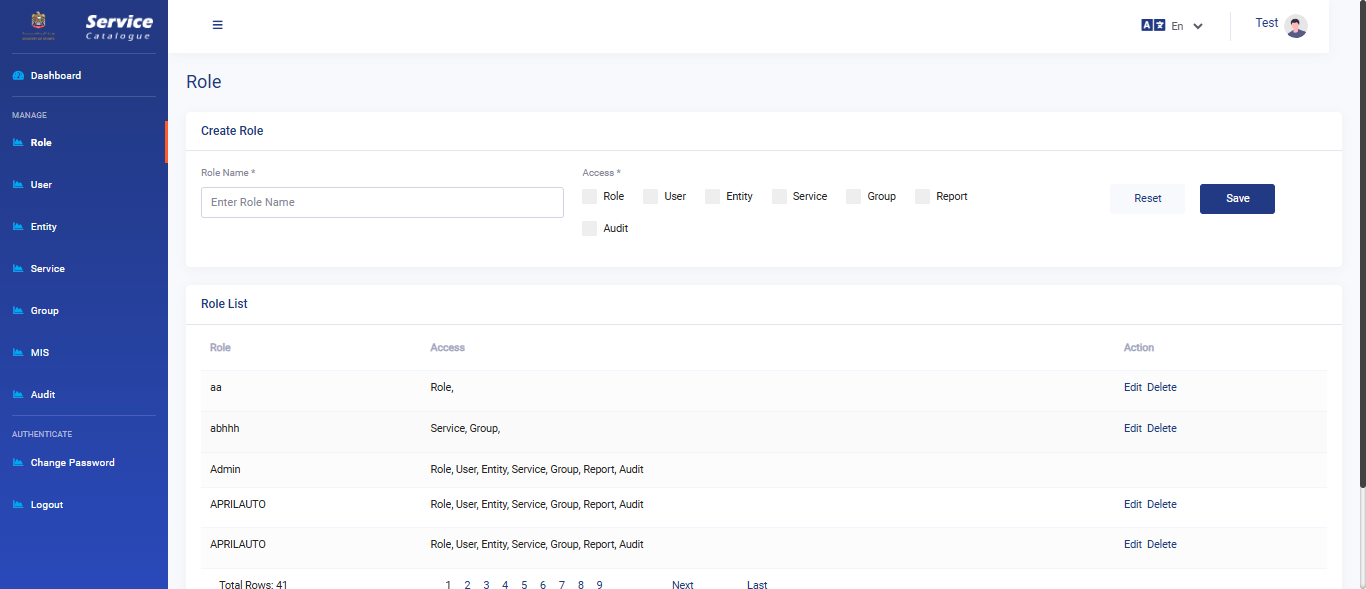 Service
Catalogue
Dashboard
MANAGE
Role
User
Entity
Service
Group
MIS
Audit
AUTHENTICATE
Change Password
Logout
En
Test
Role
Create Role
Role Name *
Enter Role Name
Access *
Role User Entity Service Group Report
Audit
Reset
Save
Role List
Role Access Action
aa Role, Edit Delete
abhhh Service, Group, Edit Delete
Admin Role, User, Entity, Service, Group, Report, Audit
APRILAUTO Role, User, Entity, Service, Group, Report, Audit Edit Delete
APRILAUTO Role, User, Entity, Service, Group, Report, Audit Edit Delete
Total Rows: 41 1 2 3 4 5 6 7 8 9 Next Last